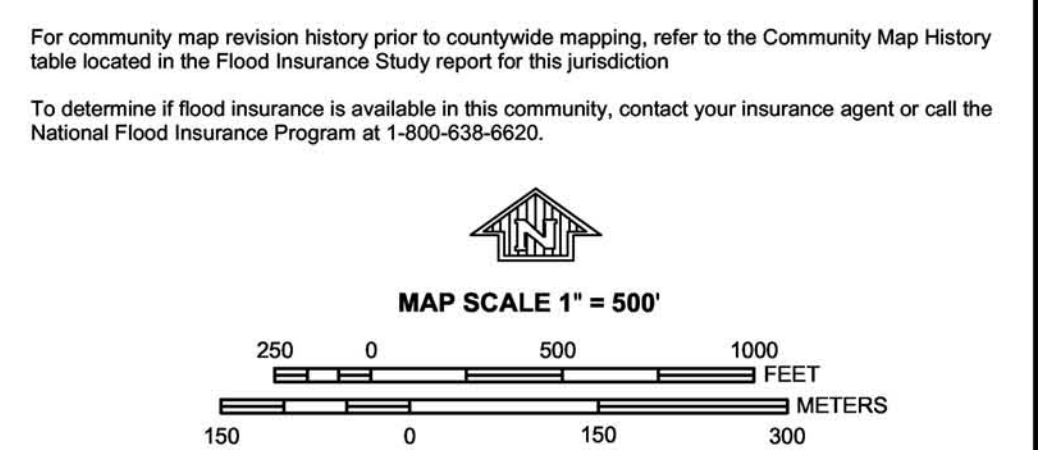 For community map revision history prior to countywide mapping, refer to the Community Map History
table located in the Flood Insurance Study report for this jurisdiction
To determine if flood insurance is available in this community, contact your insurance agent or call the
National Flood Insurance Program at 1-800-638-6620.
N
MAP SCALE 1" = 500'
250 0 500 1000
FEET
METERS
150 0 150 300